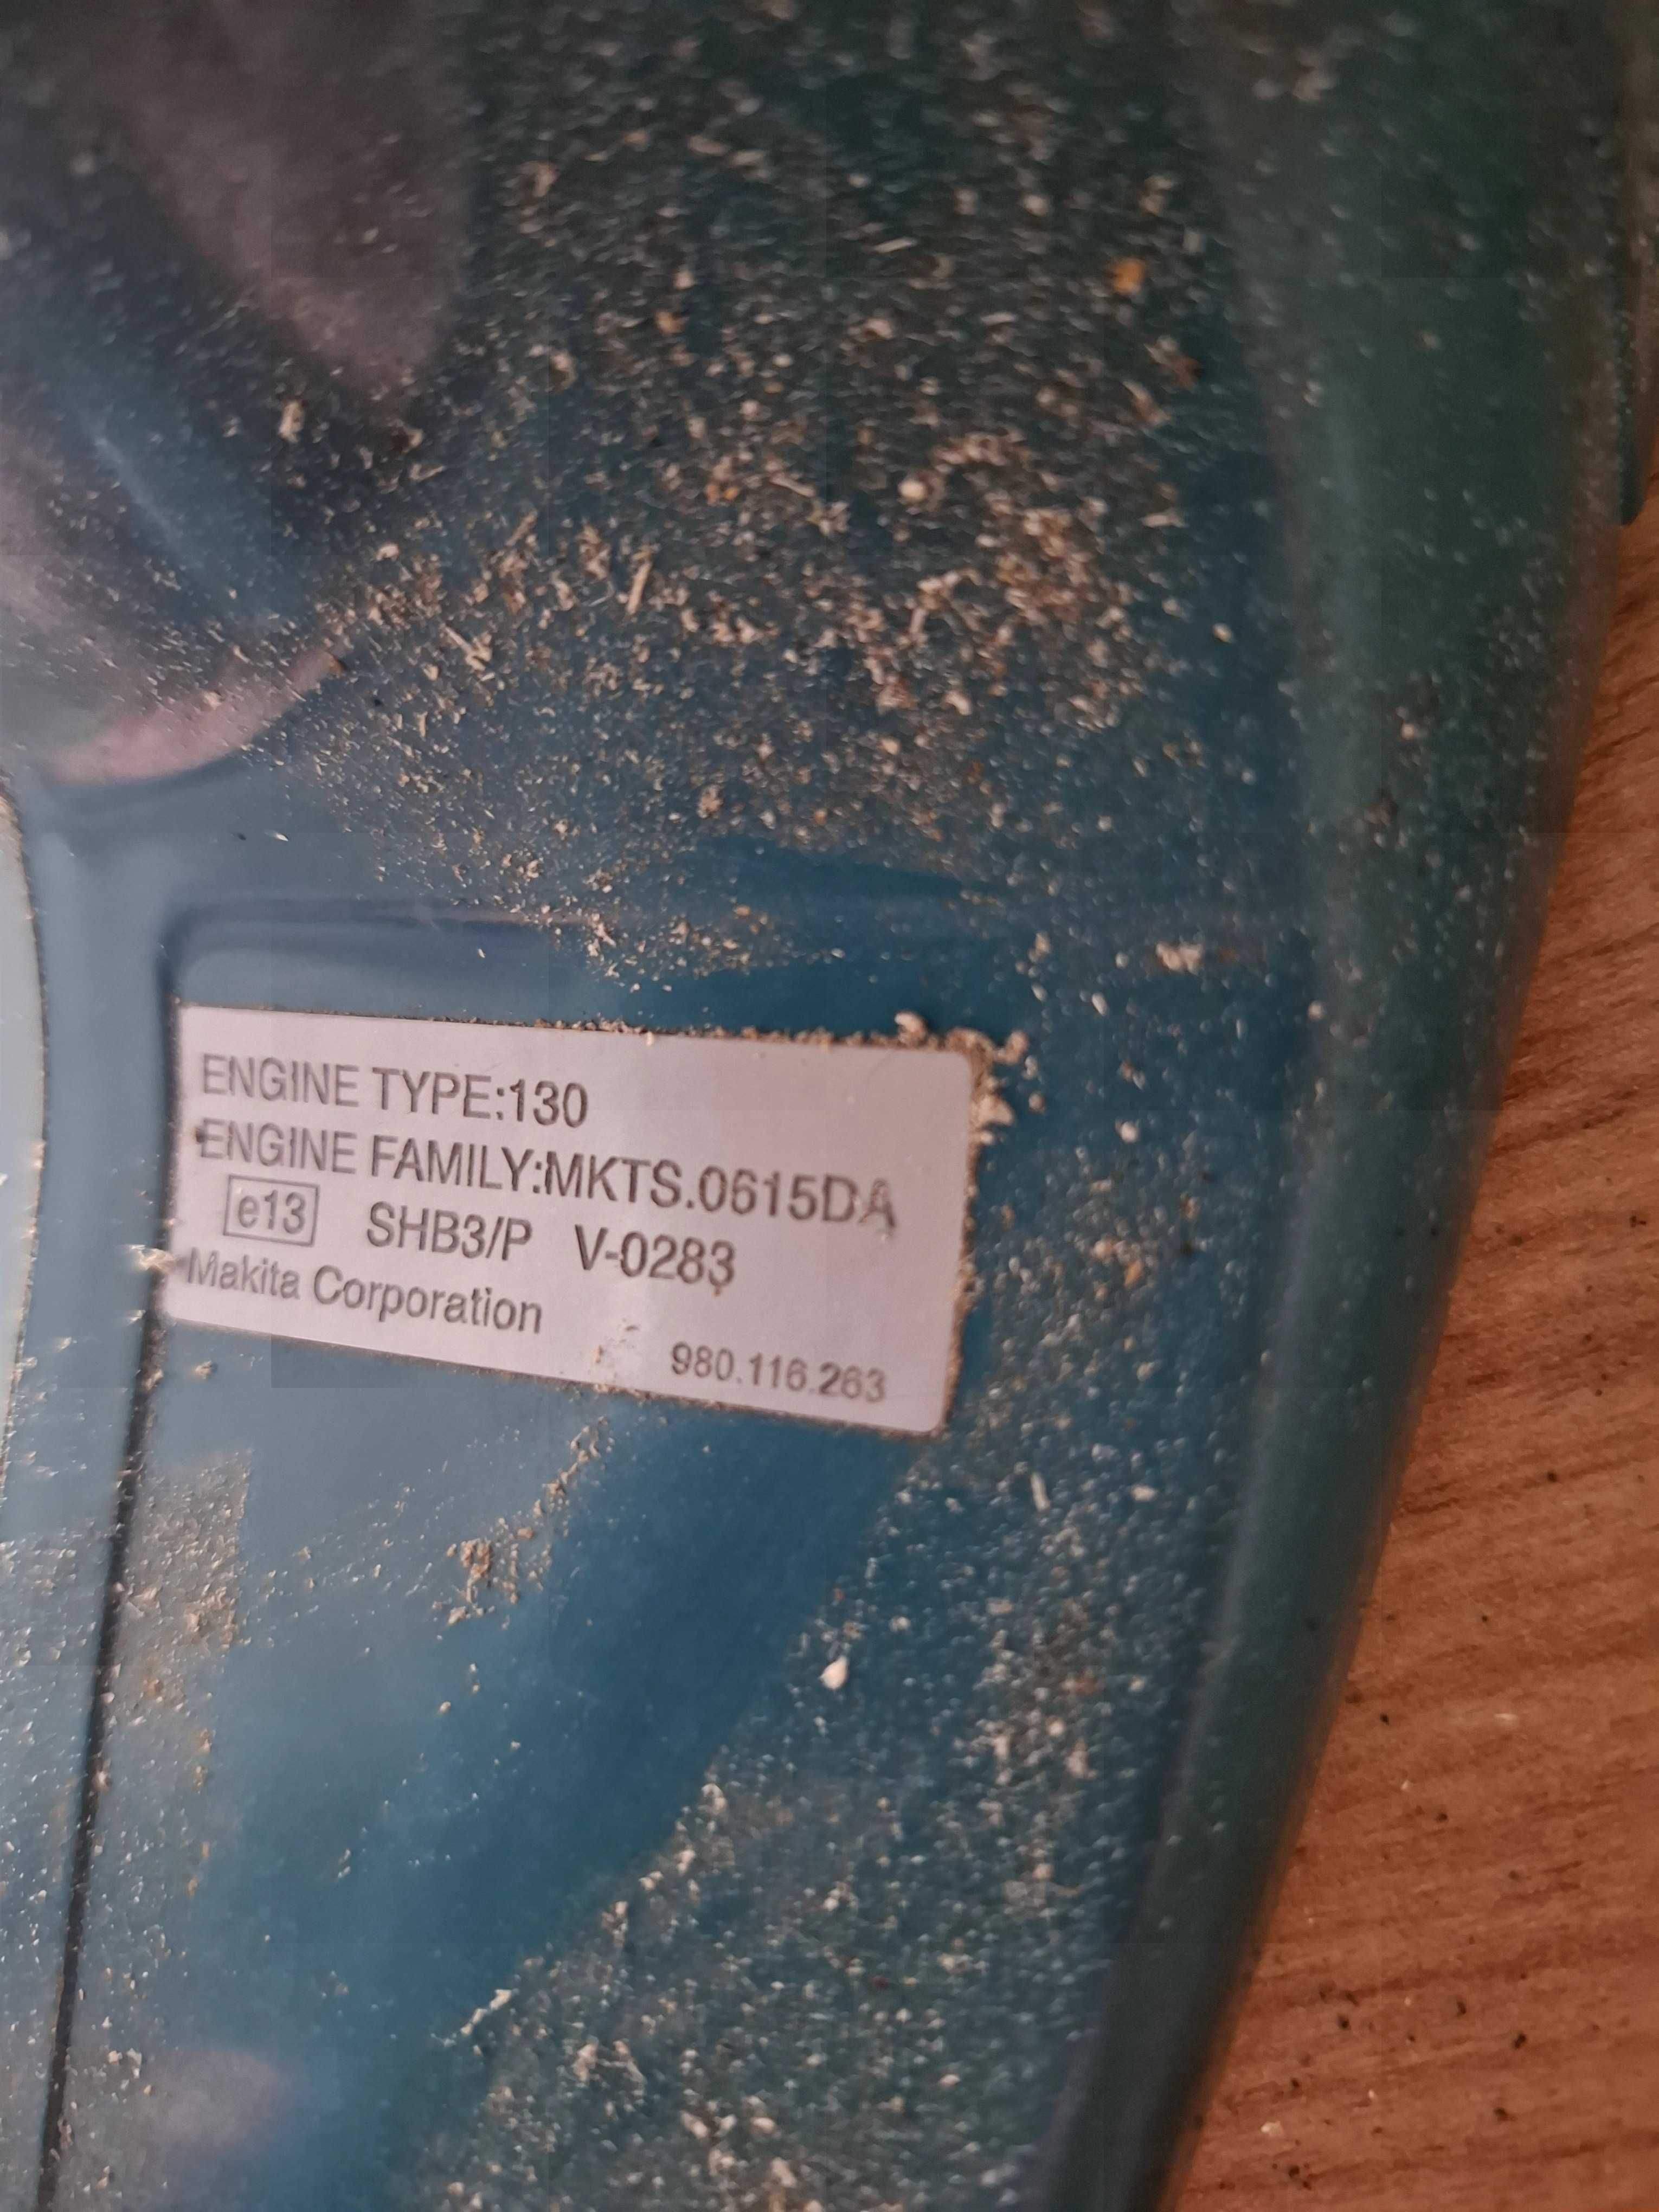 ENGINE TYPE:130
ENGINE FAMILY:MKTS.0615DA
e13 SHB3/P V-0283
Makita Corporation
980.116.263